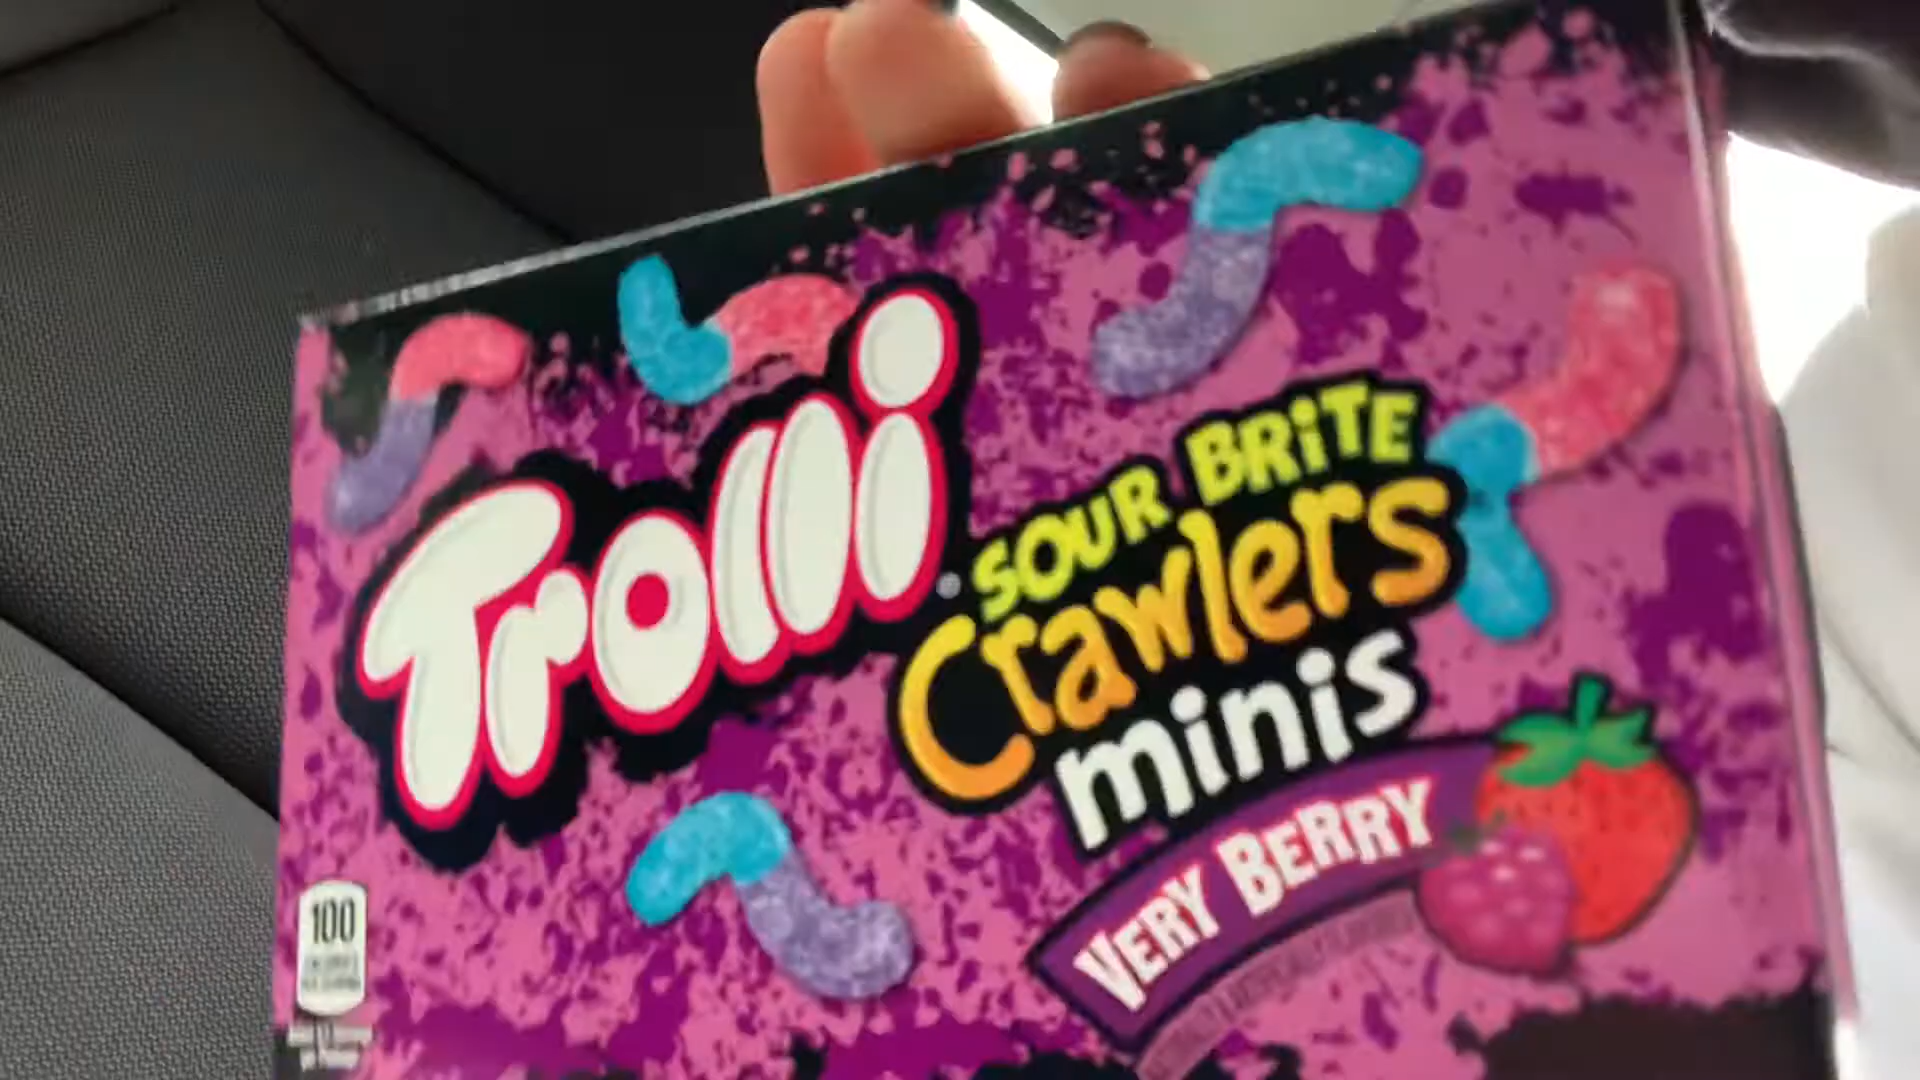 Trolli
SOUR BRiTE
Crawlers
minis
VERY BERRY
100